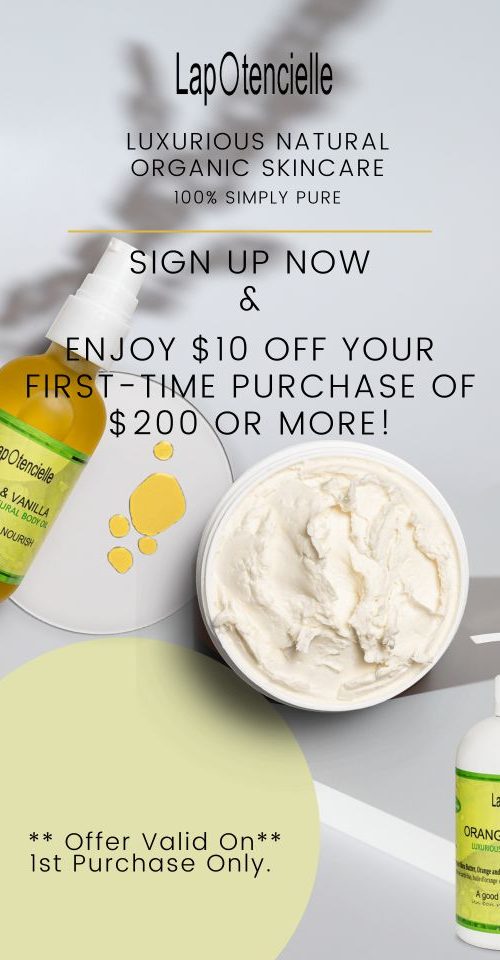 LapOtencielle
LUXURIOUS NATURAL
ORGANIC SKINCARE
100% SIMPLY PURE
SIGN UP NOW
&
ENJOY $10 OFF YOUR
FIRST-TIME PURCHASE OF
$200 OR MORE!
apOtencielle
& VANILLA
URAL BODY OIL
NOURISH
** Offer Valid On**
1st Purchase Only.
La
ORANG
LUXURIOUS
A good